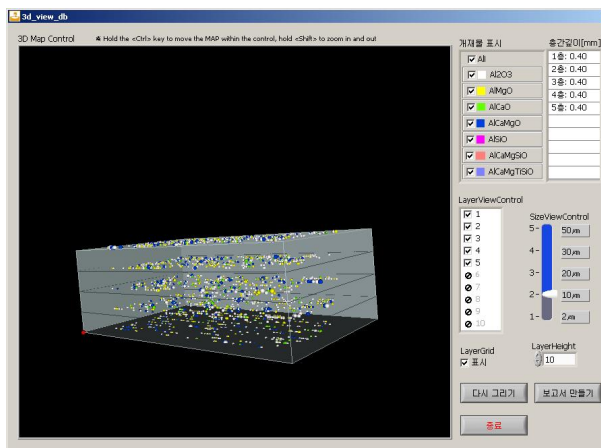 3d_view_db
3D Map Control
※ Hold the <Ctrl> key to move the MAP within the control, hold <Shift> to zoom in and out
개재물 표시
All
Al2O3
AlMgO
AlCaO
AlCaMgO
AlSiO
AlCaMgSiO
AlCaMgTiSiO
층간깊이[mm]
1층: 0.40
2층: 0.40
3층: 0.40
4층: 0.40
5층: 0.40
LayerViewControl
1
2
3
4
5
6
7
8
9
10
SizeViewControl
5- 50㎛
4- 30㎛
3- 20㎛
2- 10㎛
1- 2㎛
LayerGrid
표시
LayerHeight
10
다시 그리기
보고서 만들기
종료